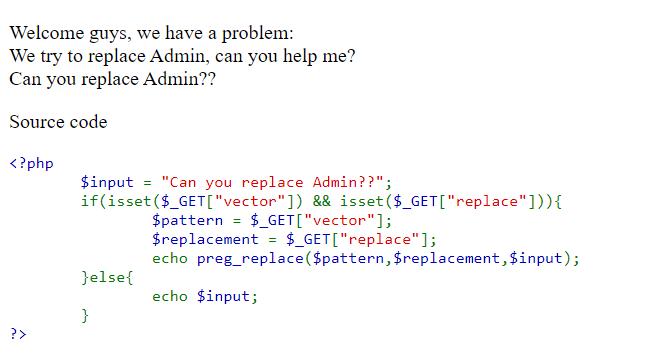 Welcome guys, we have a problem:
We try to replace Admin, can you help me?
Can you replace Admin??
Source code
<?php
$input = "Can you replace Admin??";
if(isset($_GET["vector"]) && isset($_GET["replace"])){
$pattern = $_GET["vector"];
$replacement = $_GET["replace"];
echo preg_replace($pattern,$replacement,$input);
}else{
echo $input;
}
?>